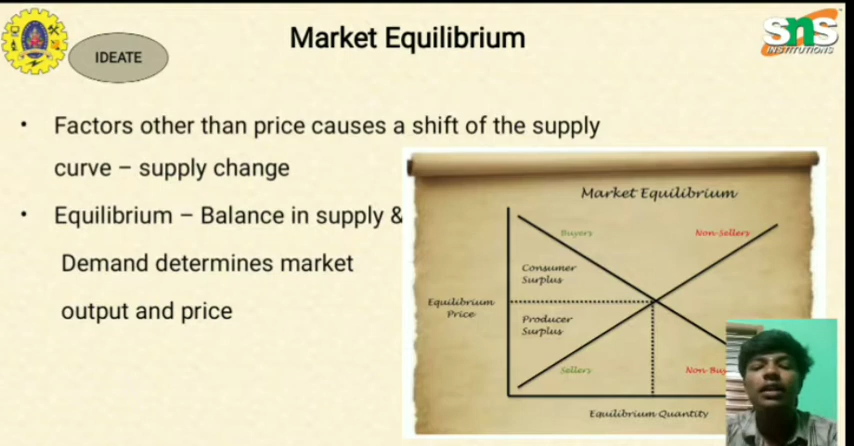 Market Equilibrium
IDEATE
sns
INSTITUTIONS
• Factors other than price causes a shift of the supply
curve – supply change
• Equilibrium – Balance in supply &
Demand determines market
output and price
Market Equilibrium
Buyers
Non-Sellers
Consumer
Surplus
Equilibrium
Price
Producer
Surplus
Sellers
Non Bu
Equilibrium Quantity